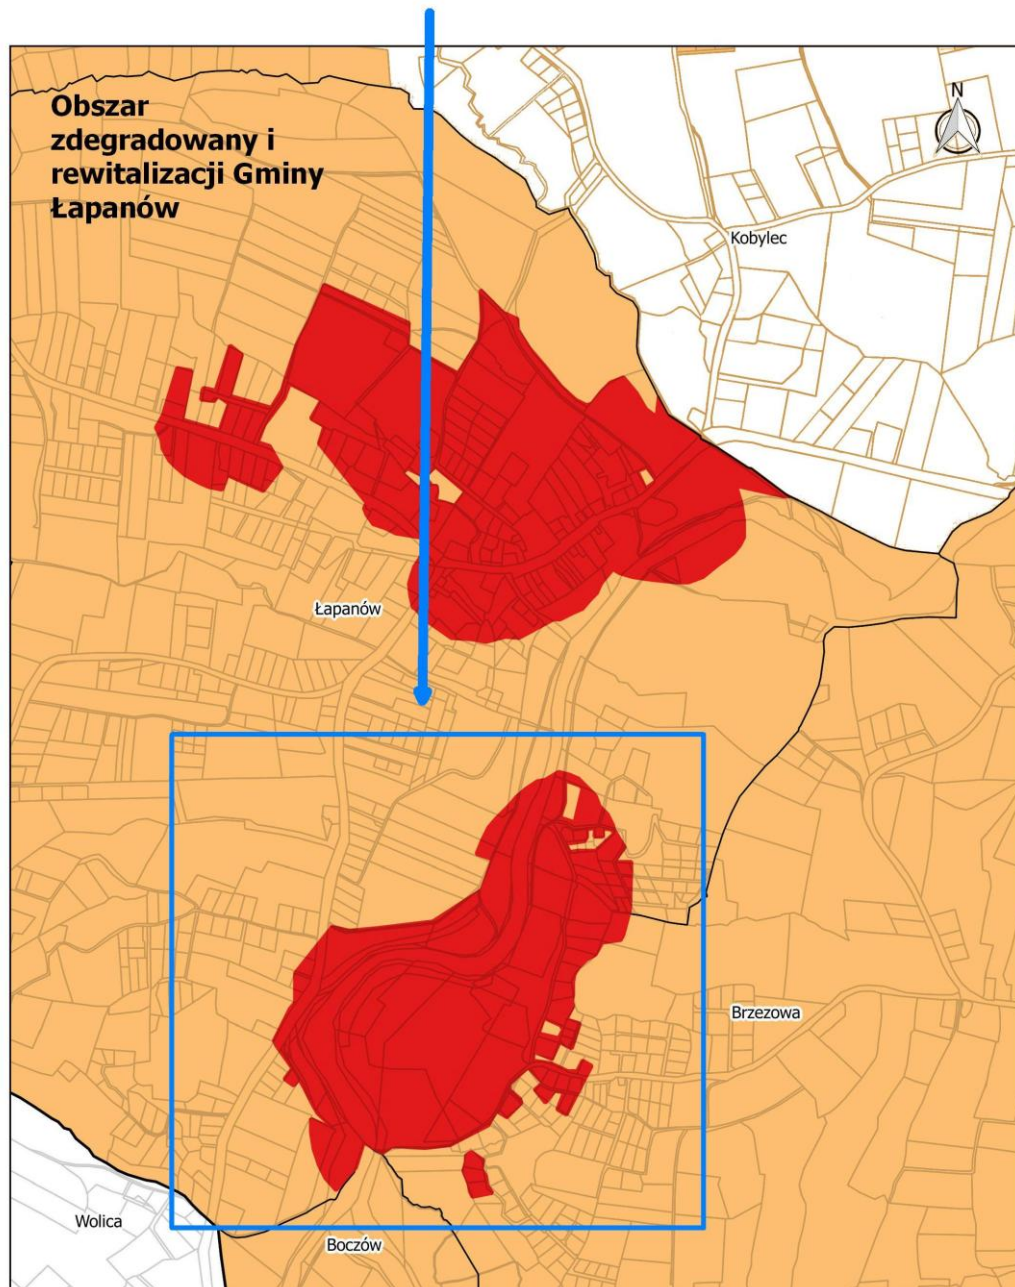 Obszar
zdegradowany i
rewitalizacji Gminy
Łapanów
N
Kobylec
Łapanów
Brzezowa
Wolica
Boczów